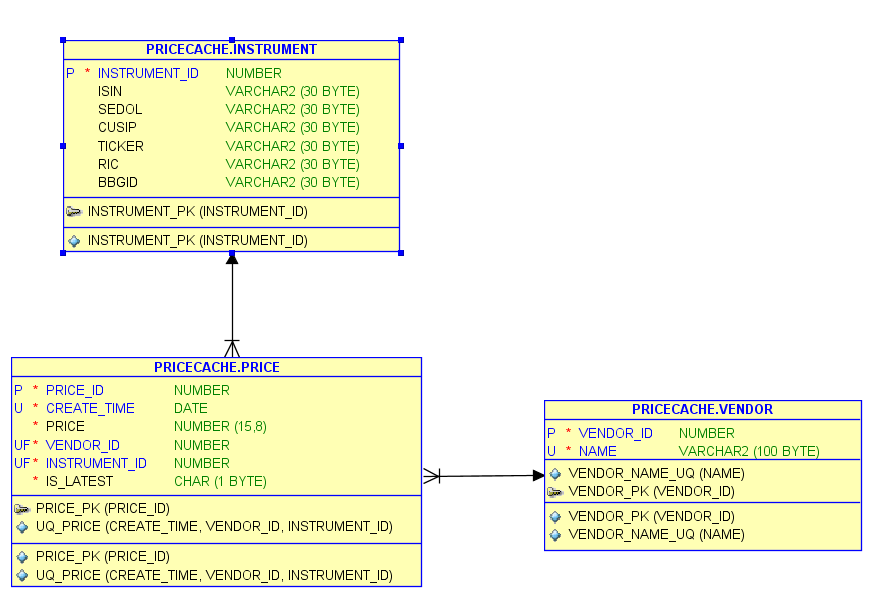 PRICECACHE.INSTRUMENT
P * INSTRUMENT_ID NUMBER
ISIN VARCHAR2 (30 BYTE)
SEDOL VARCHAR2 (30 BYTE)
CUSIP VARCHAR2 (30 BYTE)
TICKER VARCHAR2 (30 BYTE)
RIC VARCHAR2 (30 BYTE)
BBGID VARCHAR2 (30 BYTE)
INSTRUMENT_PK (INSTRUMENT_ID)
INSTRUMENT_PK (INSTRUMENT_ID)
PRICECACHE.PRICE
P * PRICE_ID NUMBER
U * CREATE_TIME DATE
* PRICE NUMBER (15,8)
UF * VENDOR_ID NUMBER
UF * INSTRUMENT_ID NUMBER
* IS_LATEST CHAR (1 BYTE)
PRICE_PK (PRICE_ID)
UQ_PRICE (CREATE_TIME, VENDOR_ID, INSTRUMENT_ID)
PRICE_PK (PRICE_ID)
UQ_PRICE (CREATE_TIME, VENDOR_ID, INSTRUMENT_ID)
PRICECACHE.VENDOR
P * VENDOR_ID NUMBER
U * NAME VARCHAR2 (100 BYTE)
VENDOR_NAME_UQ (NAME)
VENDOR_PK (VENDOR_ID)
VENDOR_PK (VENDOR_ID)
VENDOR_NAME_UQ (NAME)